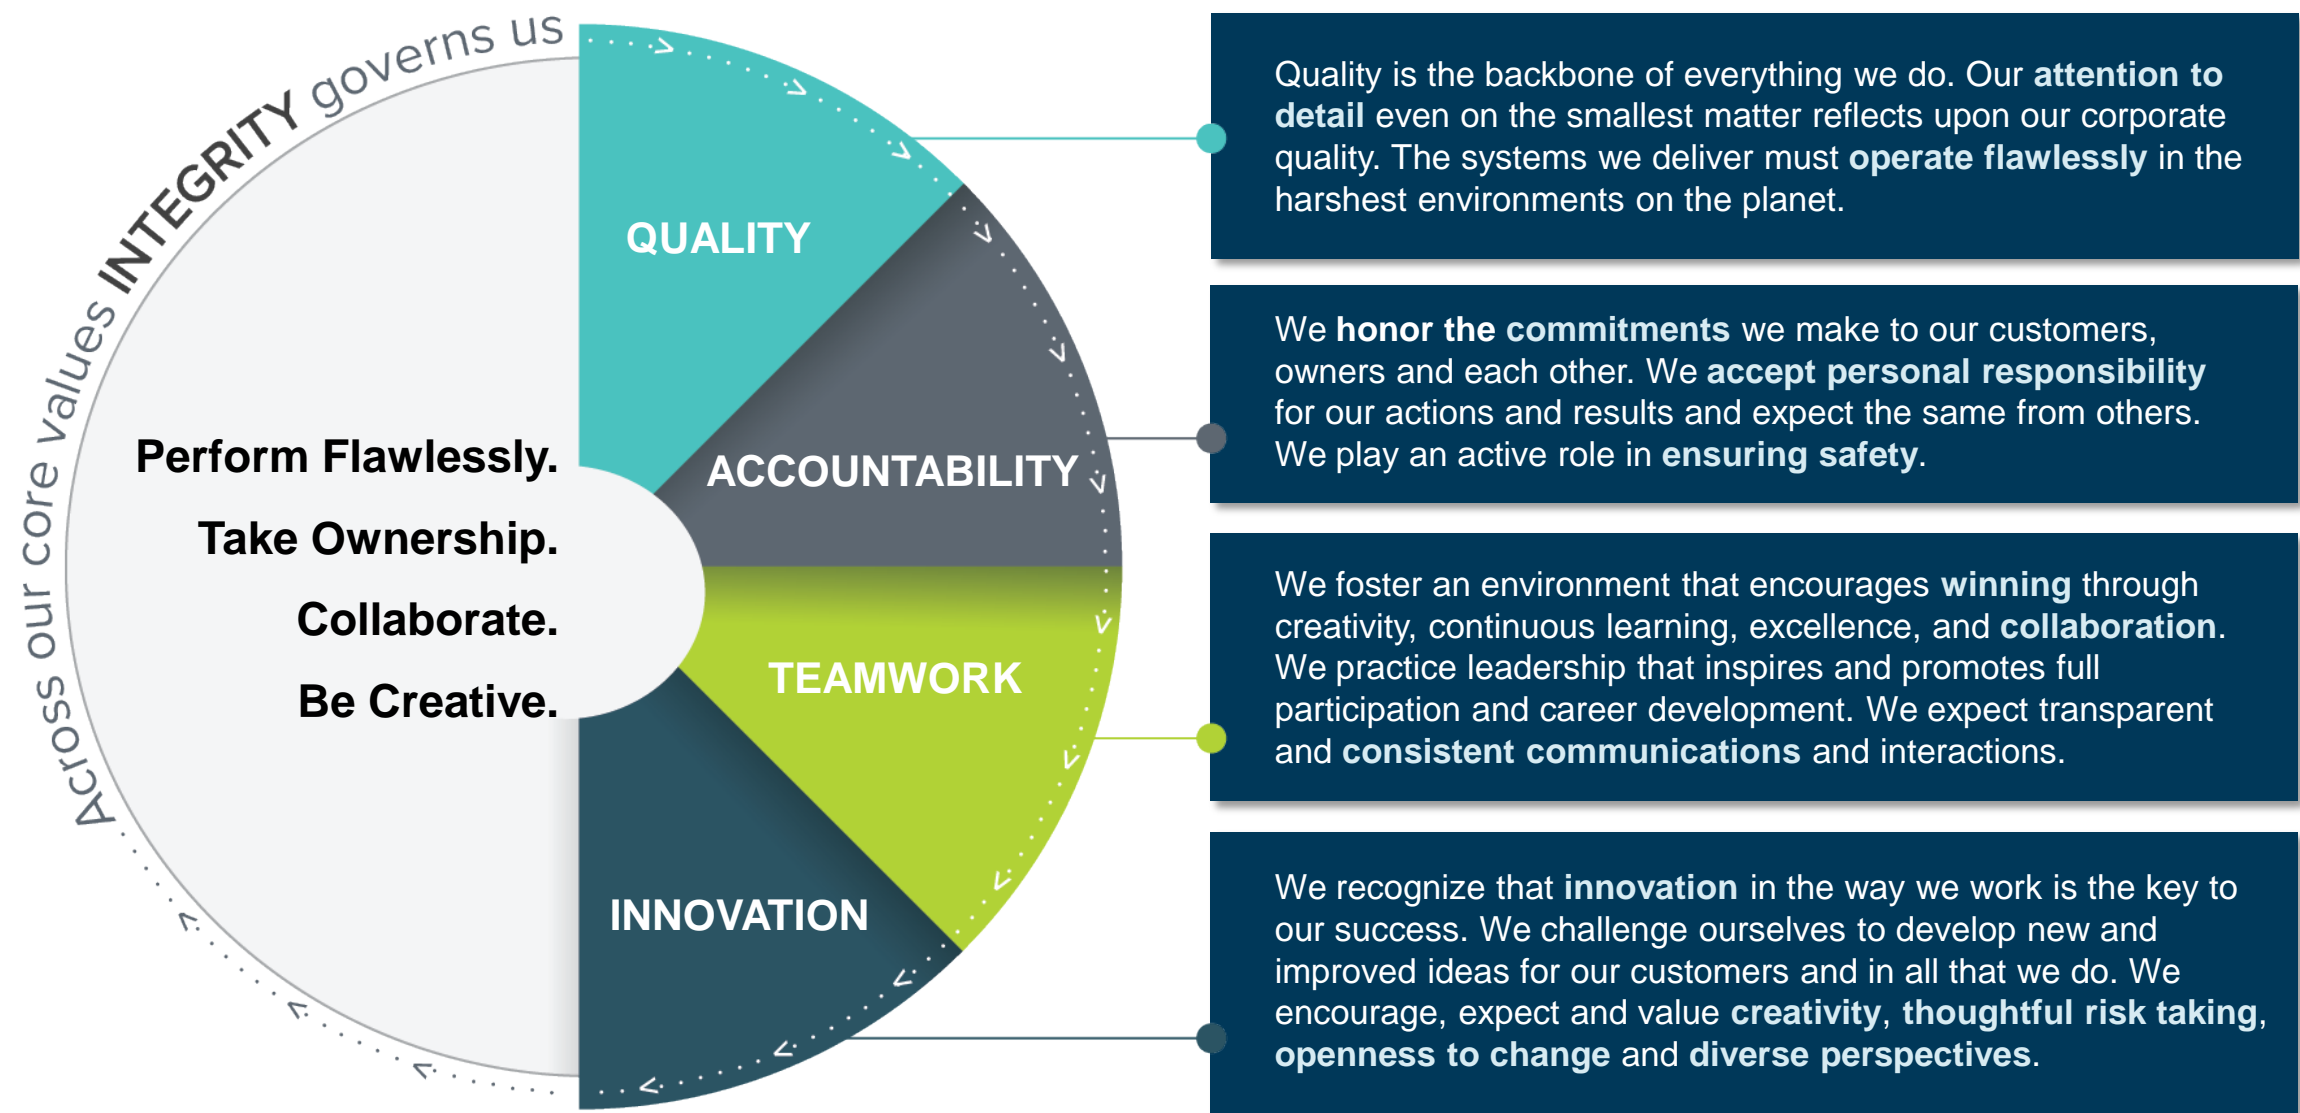 Across our core values INTEGRITY governs us
Perform Flawlessly.
Take Ownership.
Collaborate.
Be Creative.
QUALITY
ACCOUNTABILITY
TEAMWORK
INNOVATION
Quality is the backbone of everything we do. Our attention to
detail even on the smallest matter reflects upon our corporate
quality. The systems we deliver must operate flawlessly in the
harshest environments on the planet.
We honor the commitments we make to our customers,
owners and each other. We accept personal responsibility
for our actions and results and expect the same from others.
We play an active role in ensuring safety.
We foster an environment that encourages winning through
creativity, continuous learning, excellence, and collaboration.
We practice leadership that inspires and promotes full
participation and career development. We expect transparent
and consistent communications and interactions.
We recognize that innovation in the way we work is the key to
our success. We challenge ourselves to develop new and
improved ideas for our customers and in all that we do. We
encourage, expect and value creativity, thoughtful risk taking,
openness to change and diverse perspectives.